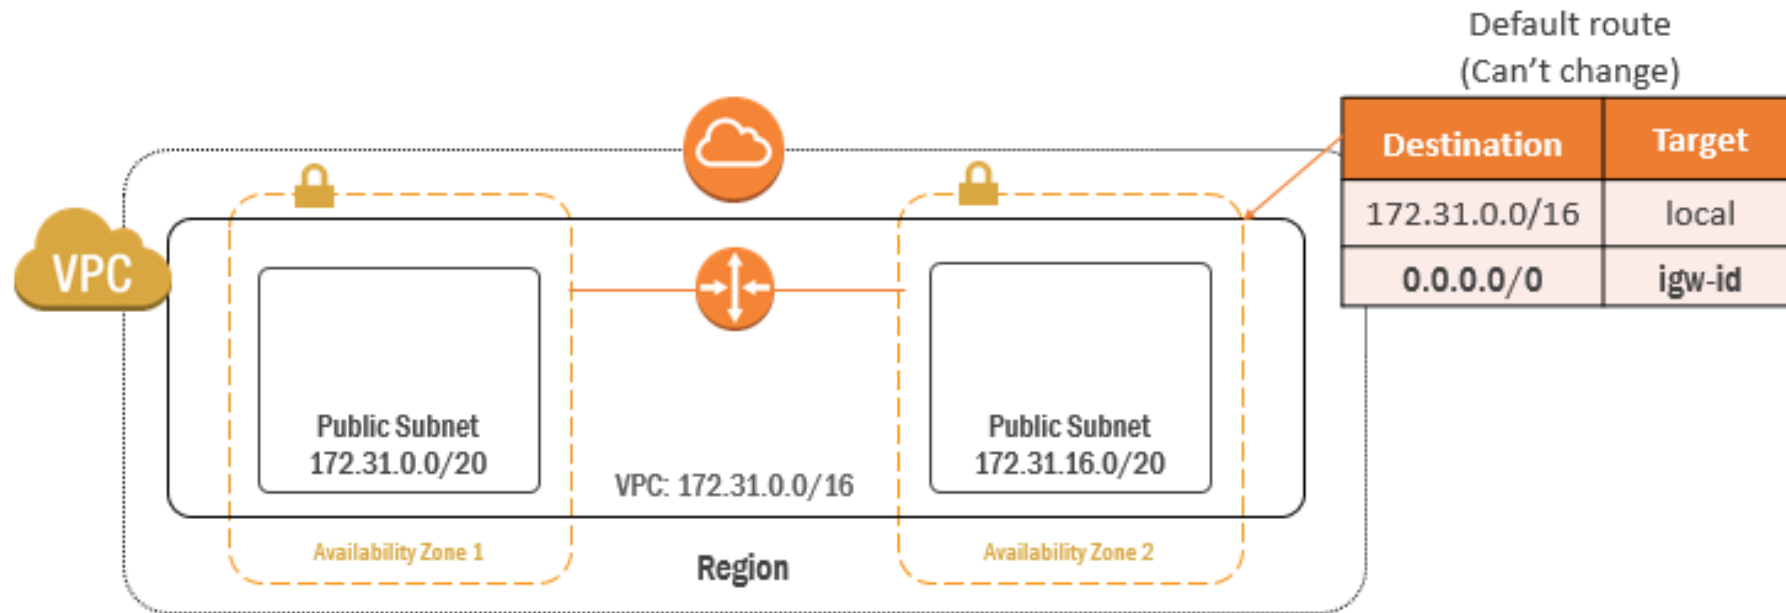 Default route
(Can't change)
Destination Target
172.31.0.0/16 local
0.0.0.0/0 igw-id
VPC
Public Subnet
172.31.0.0/20
Public Subnet
172.31.16.0/20
VPC: 172.31.0.0/16
Availability Zone 1
Availability Zone 2
Region